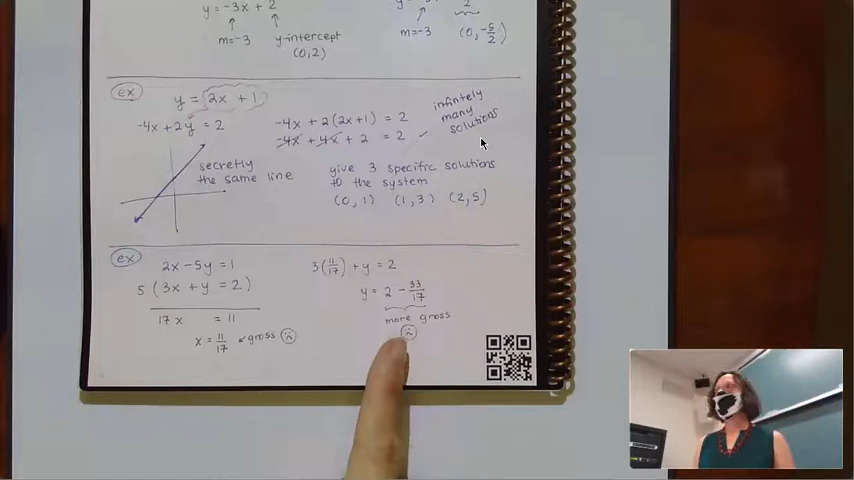 y = -3x + 2
m=-3
y-intercept
(0,2)
m=-3
(0,-5/2)
ex
y = 2x + 1
-4x + 2y = 2
secretly
the same line
-4x + 2(2x+1) = 2
-4x + 4x + 2 = 2 ✓
infintely
many
solutions
give 3 specific solutions
to the system
(0,1) (1,3) (2,5)
ex
2x - 5y = 1
5 (3x + y = 2)
17x = 11
x = 11/17 ← gross ☹
3(11/17) + y = 2
y = 2 - 33/17
more gross
☹